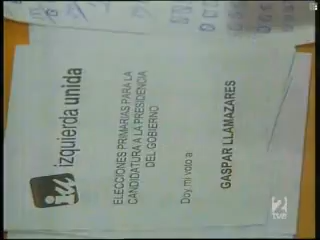 izquierda unida
ELECCIONES PRIMARIAS PARA LA
CANDIDATURA A LA PRESIDENCIA
DEL GOBIERNO
Doy mi voto a
GASPAR LLAMAZARES
2
tve